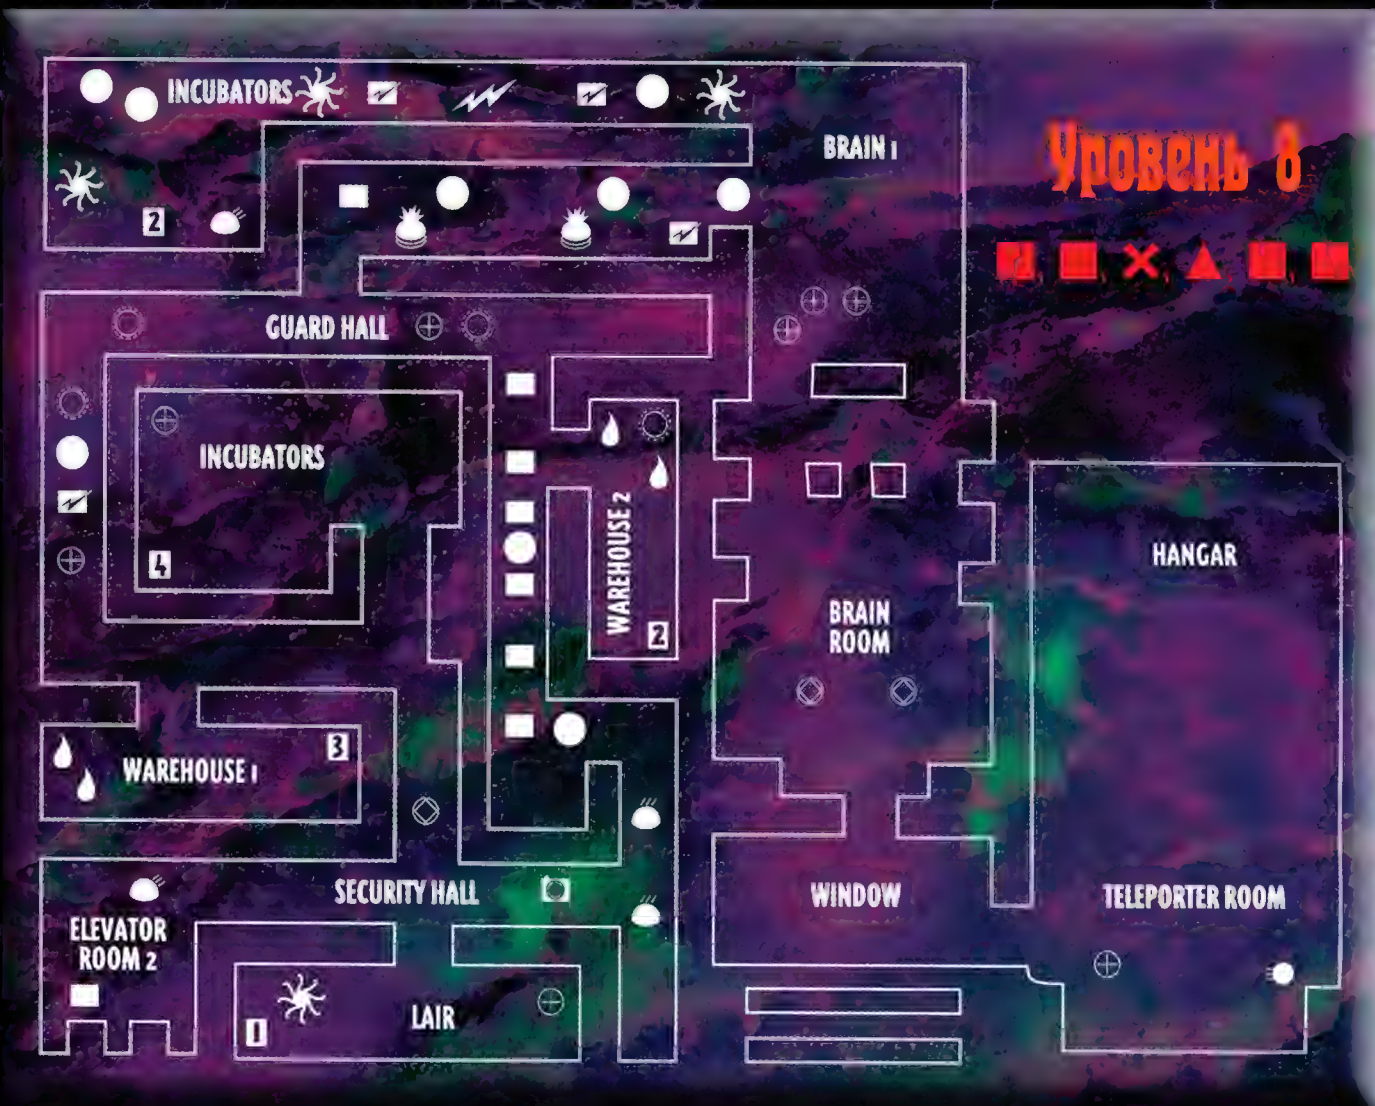 INCUBATORS
BRAIN 1
Уровень 8
2
GUARD HALL
INCUBATORS
4
WAREHOUSE 2
2
HANGAR
BRAIN
ROOM
3
WAREHOUSE 1
SECURITY HALL
WINDOW
TELEPORTER ROOM
ELEVATOR
ROOM 2
1
LAIR